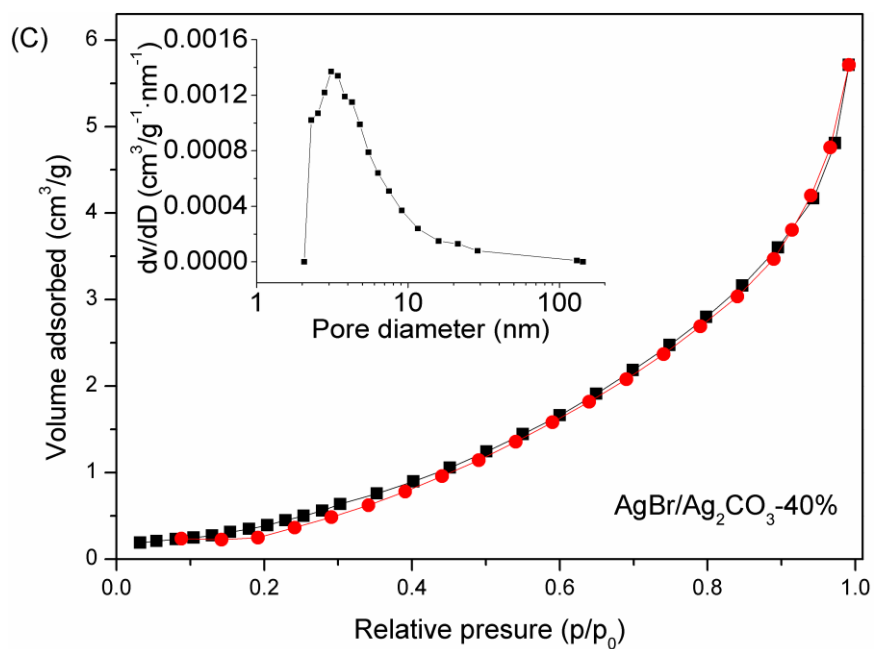 (C)
6
5
4
3
2
1
0
Volume adsorbed (cm³/g)
0.0016
0.0012
0.0008
0.0004
0.0000
dv/dD (cm³/g⁻¹·nm⁻¹)
1 10 100
Pore diameter (nm)
AgBr/Ag₂CO₃-40%
0.0 0.2 0.4 0.6 0.8 1.0
Relative presure (p/p₀)